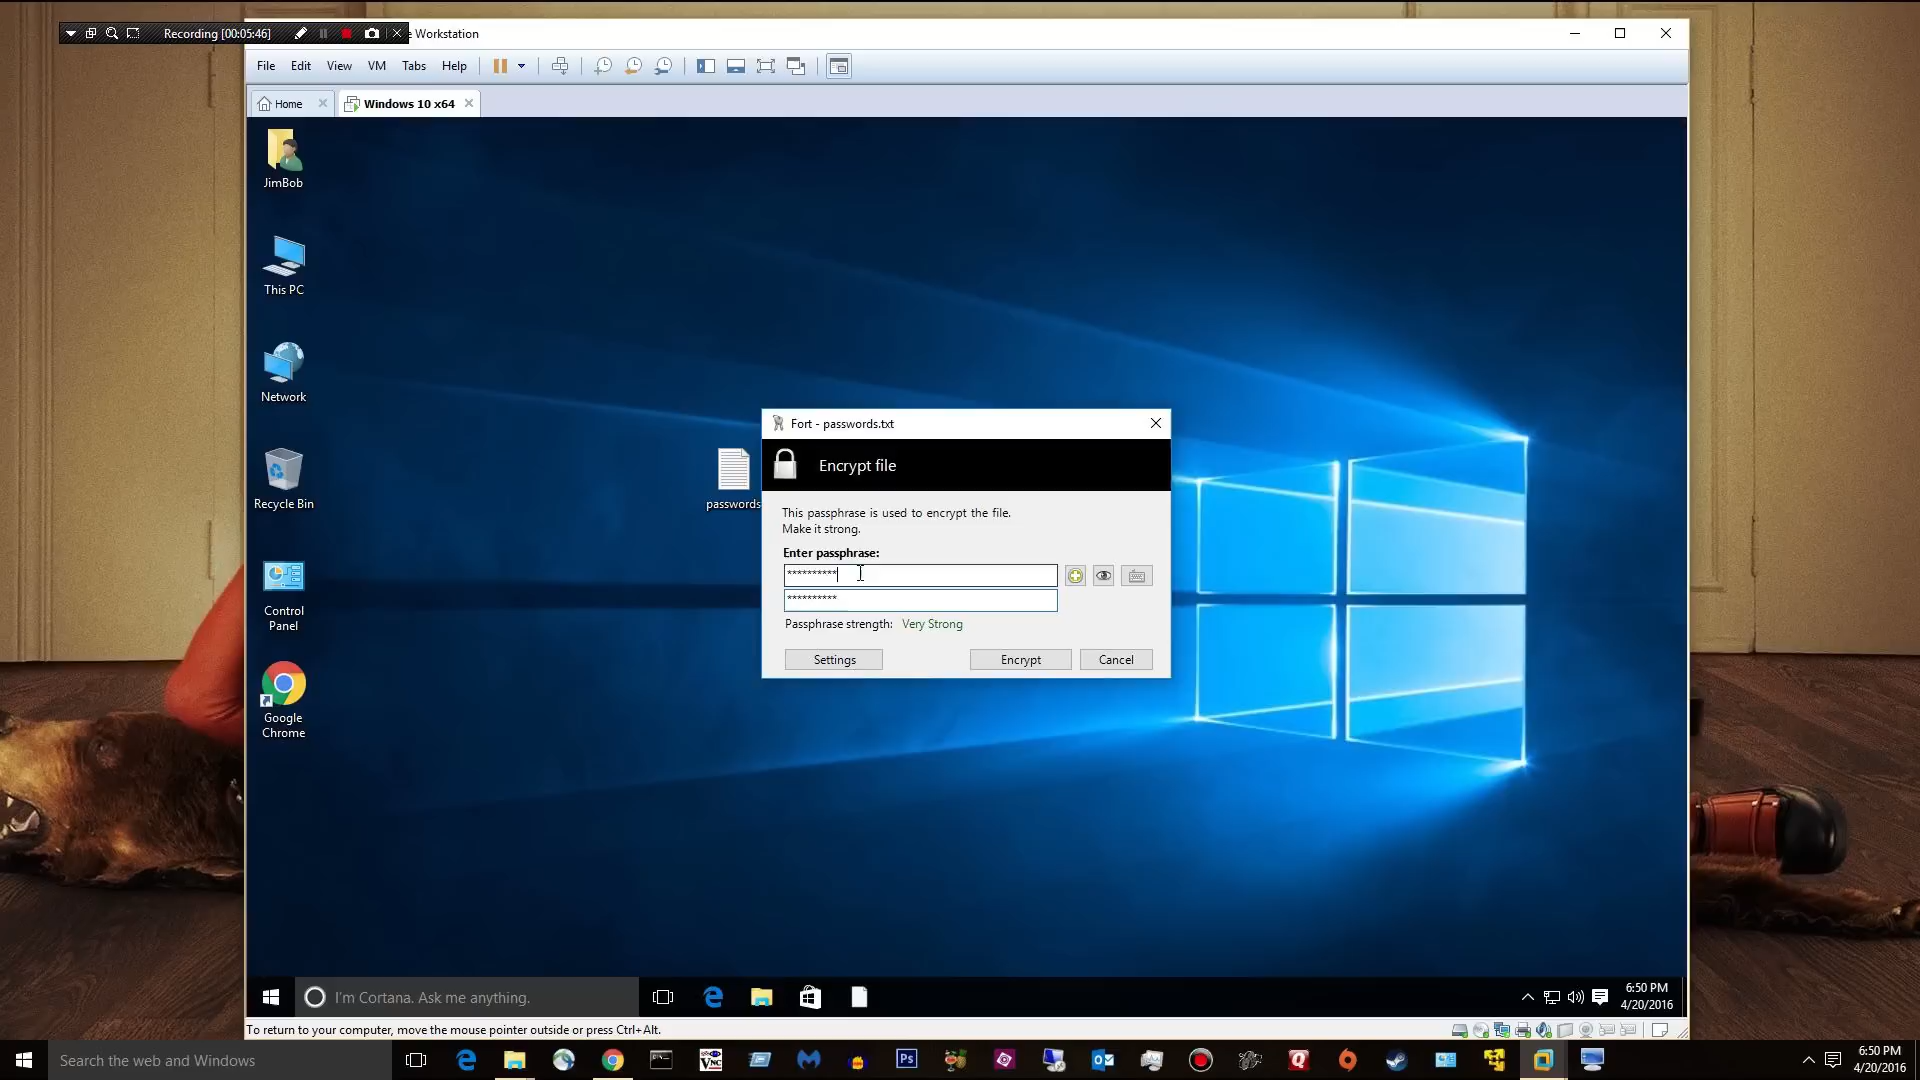 Recording [00:05:46]
e Workstation
File Edit View VM Tabs Help
Home
Windows 10 x64
JimBob
This PC
Network
Recycle Bin
Control
Panel
Google
Chrome
passwords
Fort - passwords.txt
Encrypt file
This passphrase is used to encrypt the file.
Make it strong.
Enter passphrase:
**********
**********
Passphrase strength: Very Strong
Settings Encrypt Cancel
I'm Cortana. Ask me anything.
6:50 PM
4/20/2016
To return to your computer, move the mouse pointer outside or press Ctrl+Alt.
Search the web and Windows
VNC
Ps
6:50 PM
4/20/2016